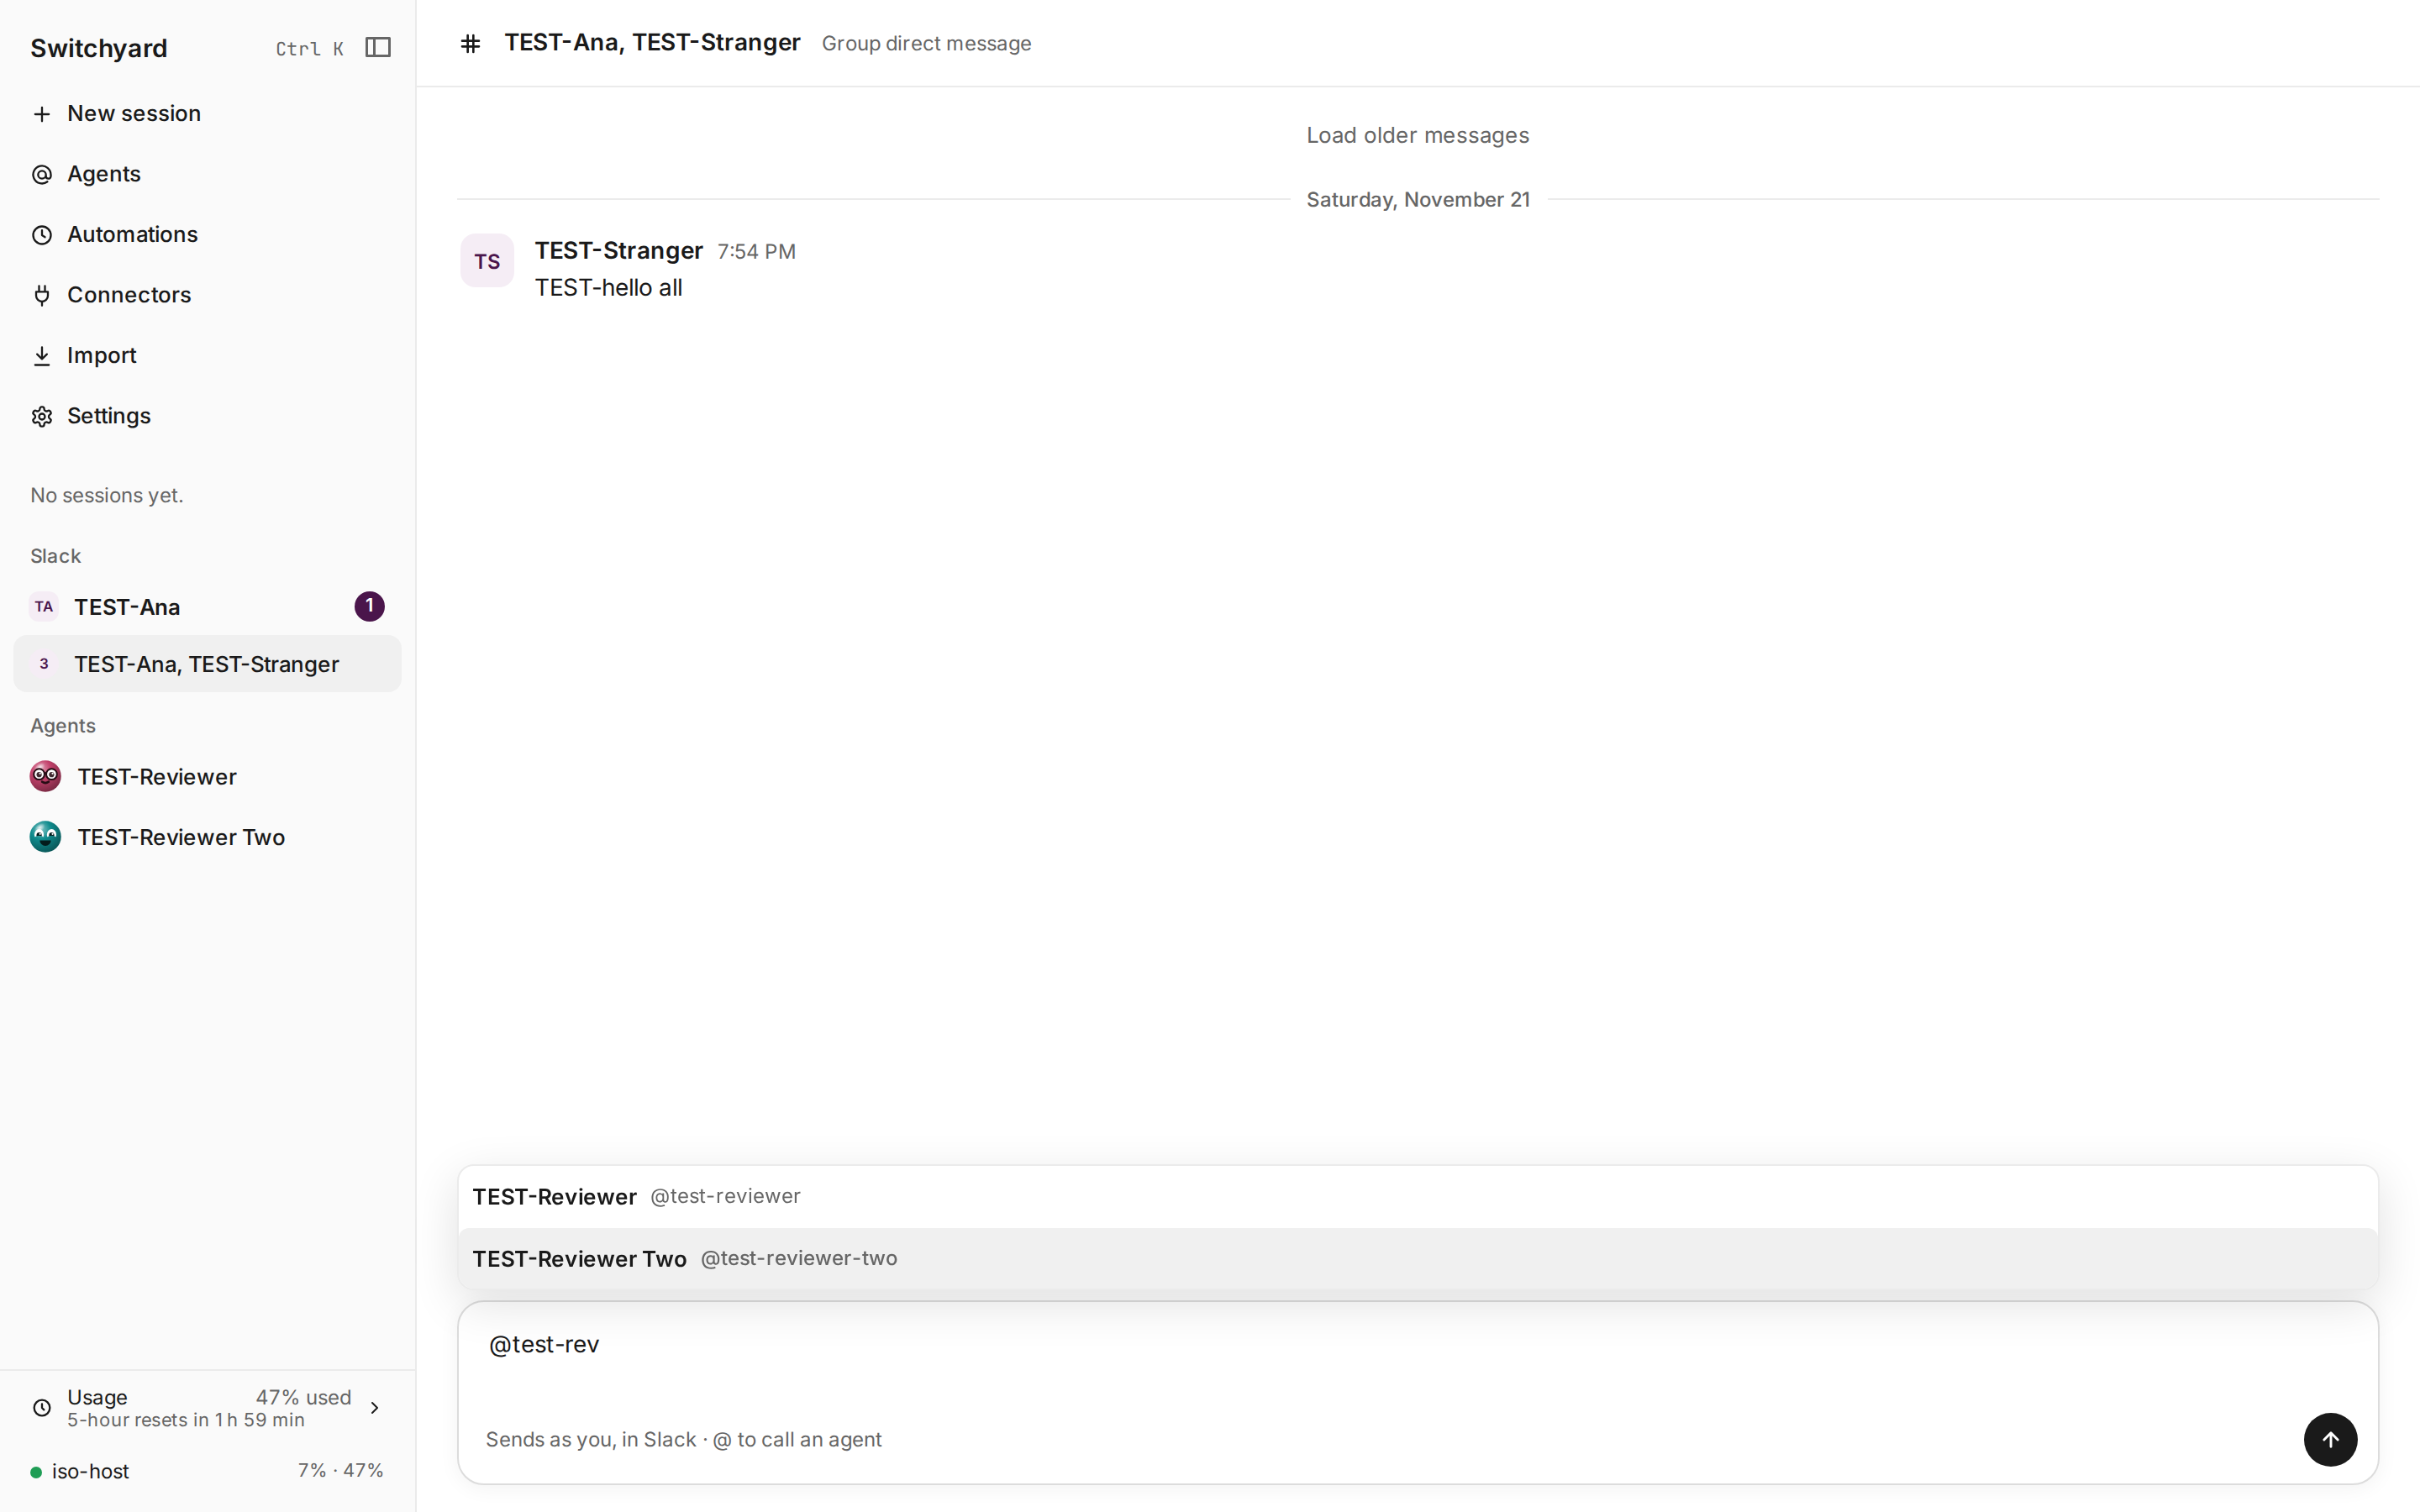 Switchyard Ctrl K
New session
Agents
Automations
Connectors
Import
Settings
No sessions yet.
Slack
TA TEST-Ana 1
3 TEST-Ana, TEST-Stranger
Agents
TEST-Reviewer
TEST-Reviewer Two
Usage 47% used
5-hour resets in 1 h 59 min
iso-host 7% · 47%
# TEST-Ana, TEST-Stranger Group direct message
Load older messages
Saturday, November 21
TS TEST-Stranger 7:54 PM
TEST-hello all
TEST-Reviewer @test-reviewer
TEST-Reviewer Two @test-reviewer-two
@test-rev
Sends as you, in Slack · @ to call an agent